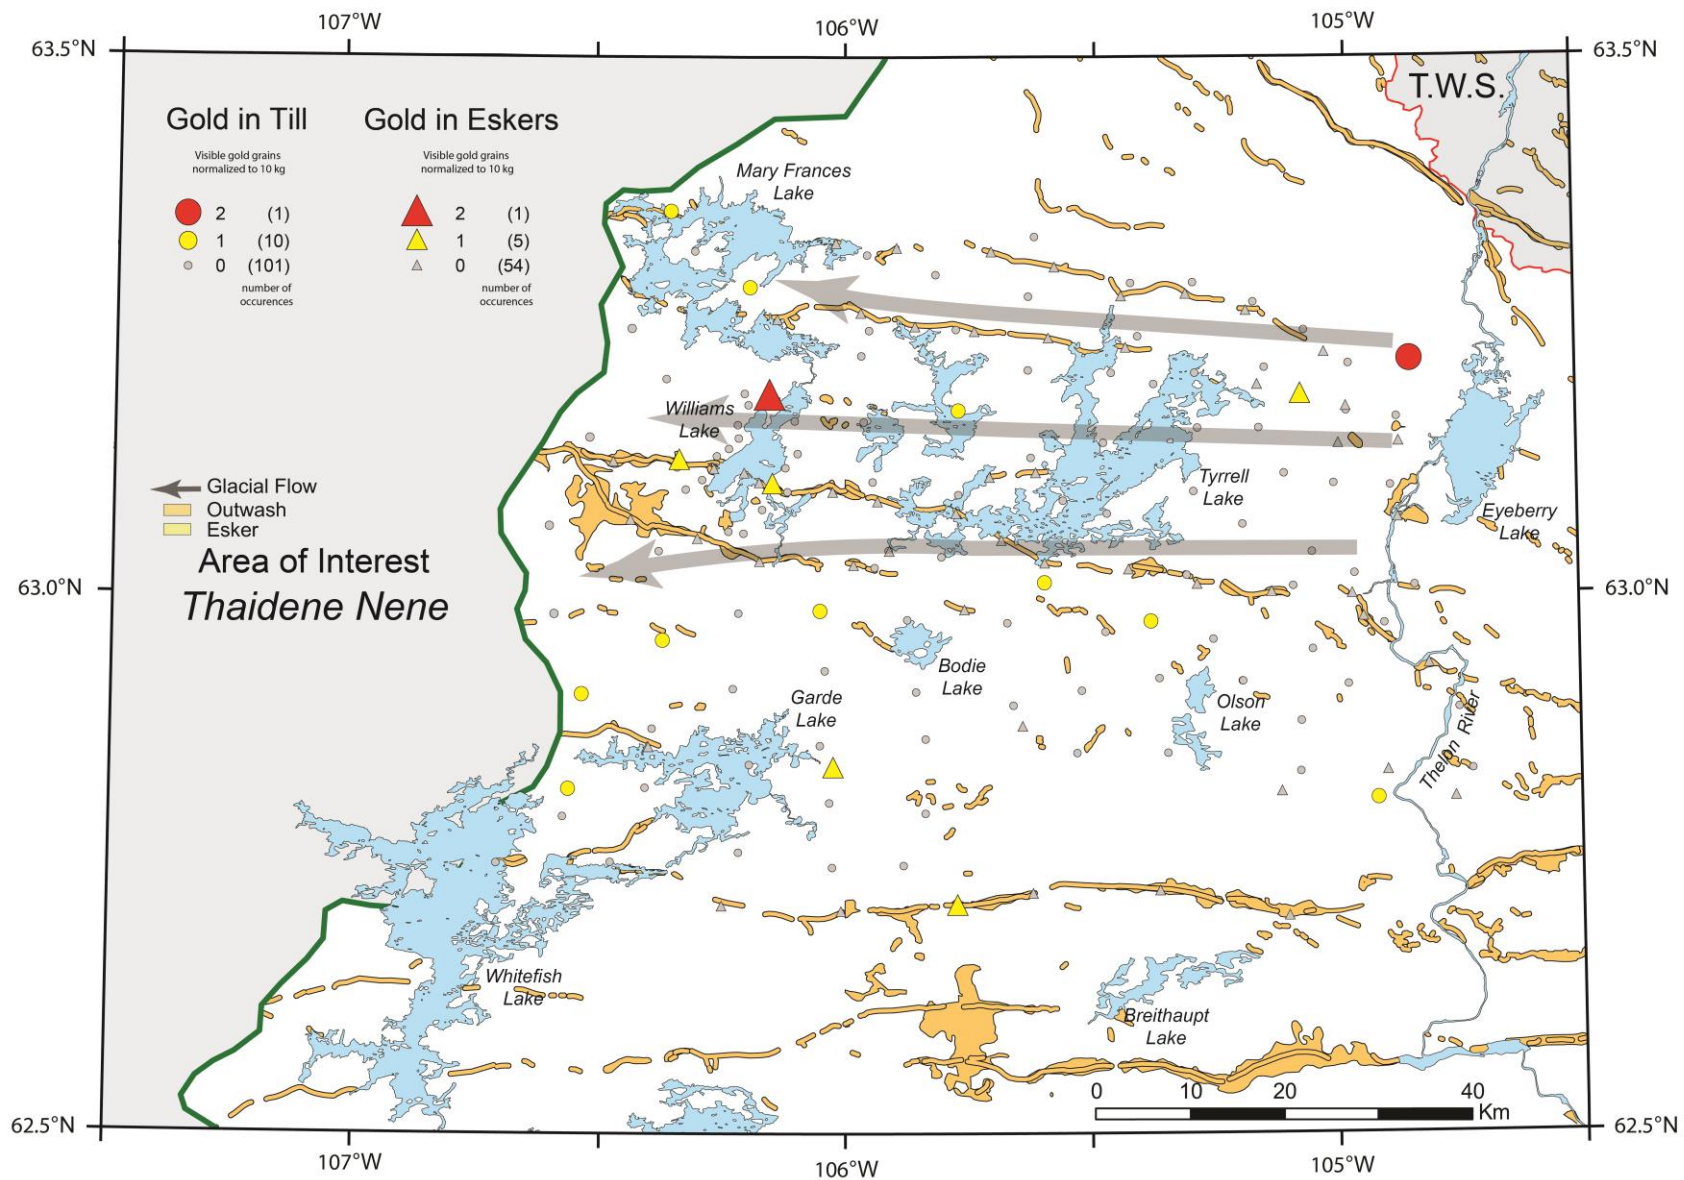 107°W
106°W
105°W
63.5°N
63.5°N
T.W.S.
Gold in Till
Gold in Eskers
Visible gold grains
normalized to 10 kg
Visible gold grains
normalized to 10 kg
2 (1)
2 (1)
1 (10)
1 (5)
0 (101)
0 (54)
number of
occurences
number of
occurences
Mary Frances
Lake
Williams
Lake
Glacial Flow
Outwash
Esker
Tyrrell
Lake
Eyeberry
Lake
Area of Interest
Thaidene Nene
63.0°N
63.0°N
Bodie
Lake
Garde
Lake
Olson
Lake
Thelon River
Whitefish
Lake
Breithaupt
Lake
0 10 20 40
Km
62.5°N
62.5°N
107°W
106°W
105°W